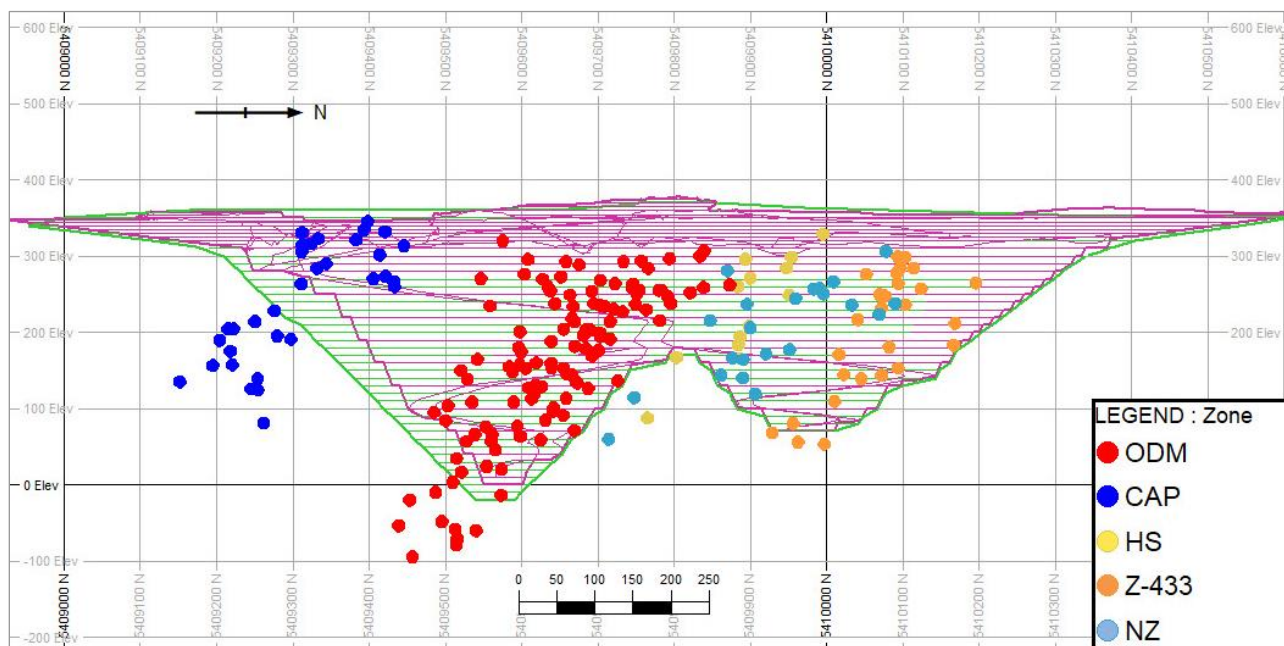 600 Elev
600 Elev
5409000 N
5409100 N
5409200 N
5409300 N
5409400 N
5409500 N
5409600 N
5409700 N
5409800 N
5409900 N
5410000 N
5410100 N
5410200 N
5410300 N
5410400 N
5410500 N
500 Elev
500 Elev
N
400 Elev
400 Elev
300 Elev
300 Elev
200 Elev
200 Elev
100 Elev
0 Elev
-100 Elev
-200 Elev
0 50 100 150 200 250
5409000 N
5409100 N
5409200 N
5409300 N
5409400 N
5409500 N
5409600 N
5409700 N
5409800 N
5409900 N
5410000 N
5410100 N
5410200 N
5410300 N
LEGEND : Zone
ODM
CAP
HS
Z-433
NZ